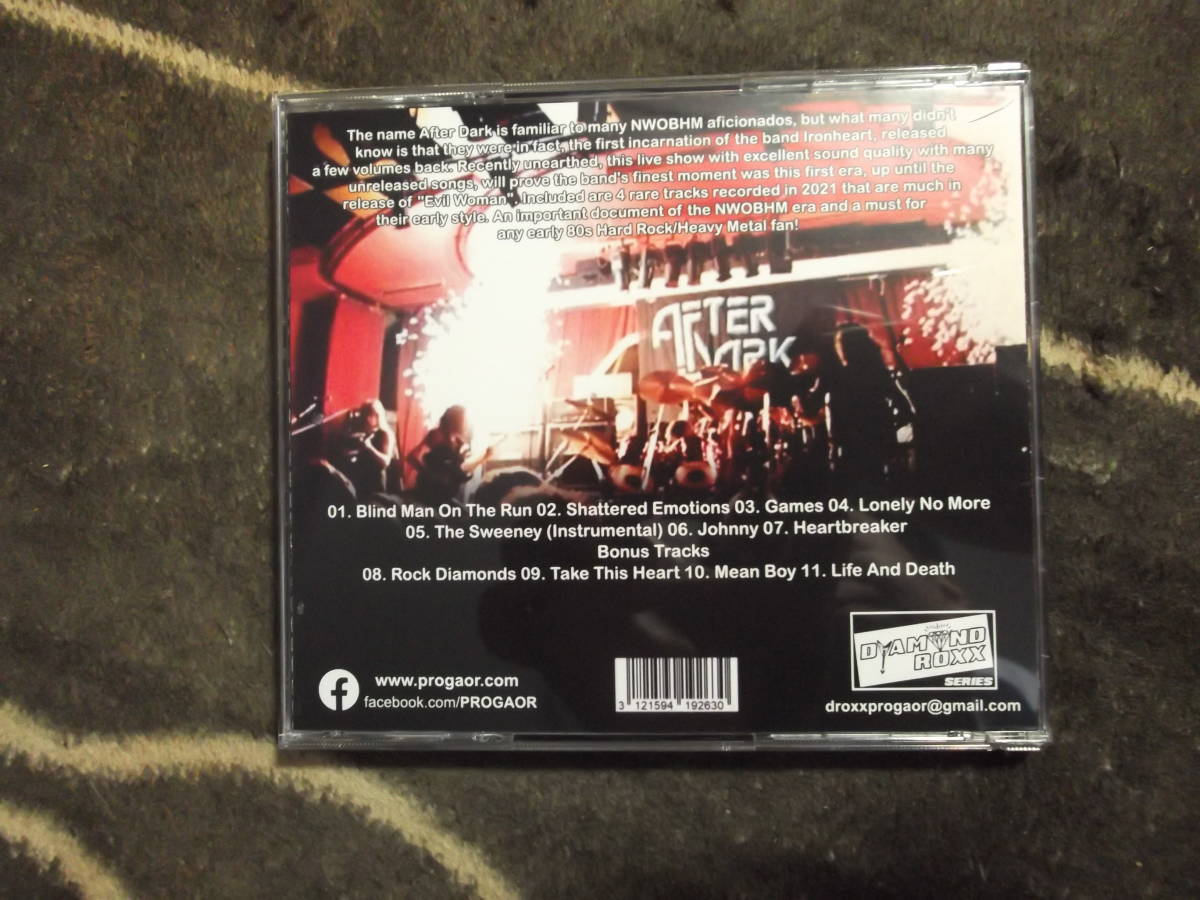 The name After Dark is familiar to many NWOBHM aficionados, but what many didn't
know is that they were in fact, the first incarnation of the band Ironheart, released
a few volumes back. Recently unearthed, this live show with excellent sound quality with many
unreleased songs, will prove the band's finest moment was this first era, up until the
release of "Evil Woman". Included are 4 rare tracks recorded in 2021 that are much in
their early style. An important document of the NWOBHM era and a must for
any early 80s Hard Rock/Heavy Metal fan!
AFTER
DARK
01. Blind Man On The Run 02. Shattered Emotions 03. Games 04. Lonely No More
05. The Sweeney (Instrumental) 06. Johnny 07. Heartbreaker
Bonus Tracks
08. Rock Diamonds 09. Take This Heart 10. Mean Boy 11. Life And Death
DIAMOND
ROXX
SERIES
www.progaor.com
facebook.com/PROGAOR
3 121594 192630
droxxprogaor@gmail.com